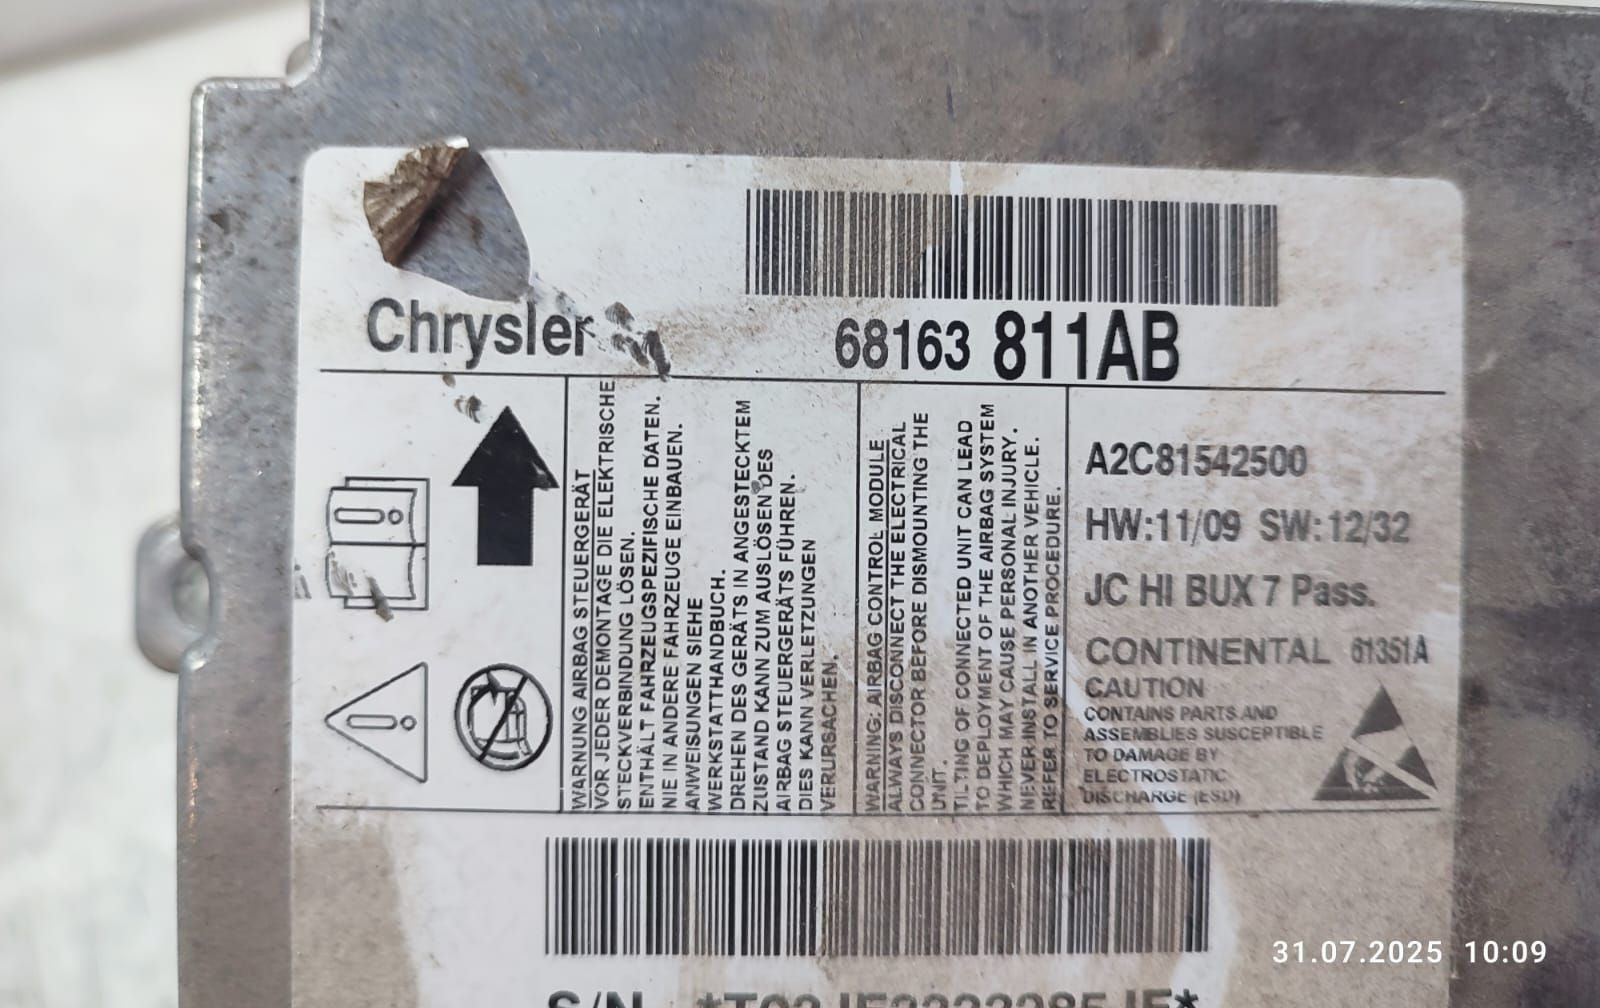 Chrysler
68163 811AB
WARNUNG AIRBAG STEUERGERÄT
VOR JEDER DEMONTAGE DIE ELEKTRISCHE
STECKVERBINDUNG LÖSEN.
ENTHÄLT FAHRZEUGSPEZIFISCHE DATEN.
NIE IN ANDERE FAHRZEUGE EINBAUEN.
ANWEISUNGEN SIEHE
WERKSTATTHANDBUCH.
DREHEN DES GERÄTS IN ANGESTECKTEM
ZUSTAND KANN ZUM AUSLÖSEN DES
AIRBAG STEUERGERÄTS FÜHREN.
DIES KANN VERLETZUNGEN
VERURSACHEN.
WARNING: AIRBAG CONTROL MODULE
ALWAYS DISCONNECT THE ELECTRICAL
CONNECTOR BEFORE DISMOUNTING THE
UNIT.
TILTING OF CONNECTED UNIT CAN LEAD
TO DEPLOYMENT OF THE AIRBAG SYSTEM
WHICH MAY CAUSE PERSONAL INJURY.
NEVER INSTALL IN ANOTHER VEHICLE.
REFER TO SERVICE PROCEDURE.
A2C81542500
HW:11/09 SW:12/32
JC HI BUX 7 Pass.
CONTINENTAL 61351A
CAUTION
CONTAINS PARTS AND
ASSEMBLIES SUSCEPTIBLE
TO DAMAGE BY
ELECTROSTATIC
DISCHARGE (ESD)
S/N
31.07.2025 10:09